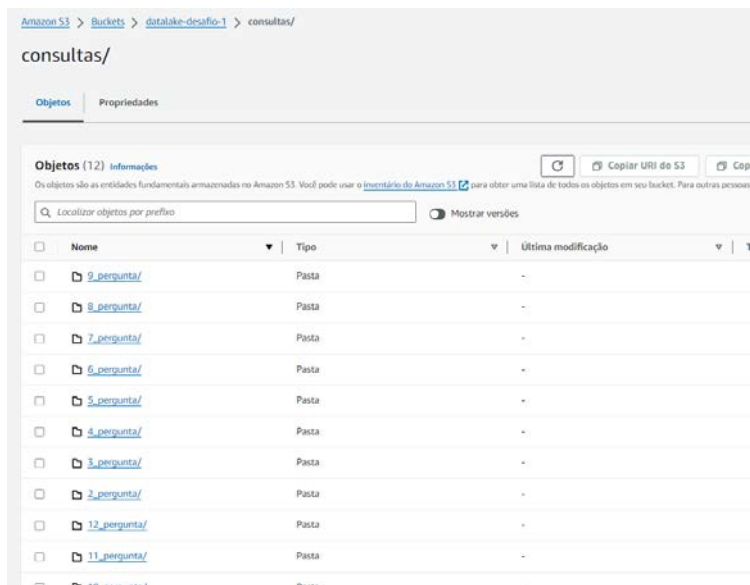 Amazon S3 > Buckets > datalake-desafio-1 > consultas/
consultas/
Objetos Propriedades
Objetos (12) Informações
Copiar URI do S3 Cop
Os objetos são as entidades fundamentais armazenadas no Amazon S3. Você pode usar o inventário do Amazon S3 para obter uma lista de todos os objetos em seu bucket. Para outras pessoas
Localizar objetos por prefixo Mostrar versões
Nome Tipo Última modificação T
9_pergunta/ Pasta -
8_pergunta/ Pasta -
7_pergunta/ Pasta -
6_pergunta/ Pasta -
5_pergunta/ Pasta -
4_pergunta/ Pasta -
3_pergunta/ Pasta -
2_pergunta/ Pasta -
12_pergunta/ Pasta -
11_pergunta/ Pasta -